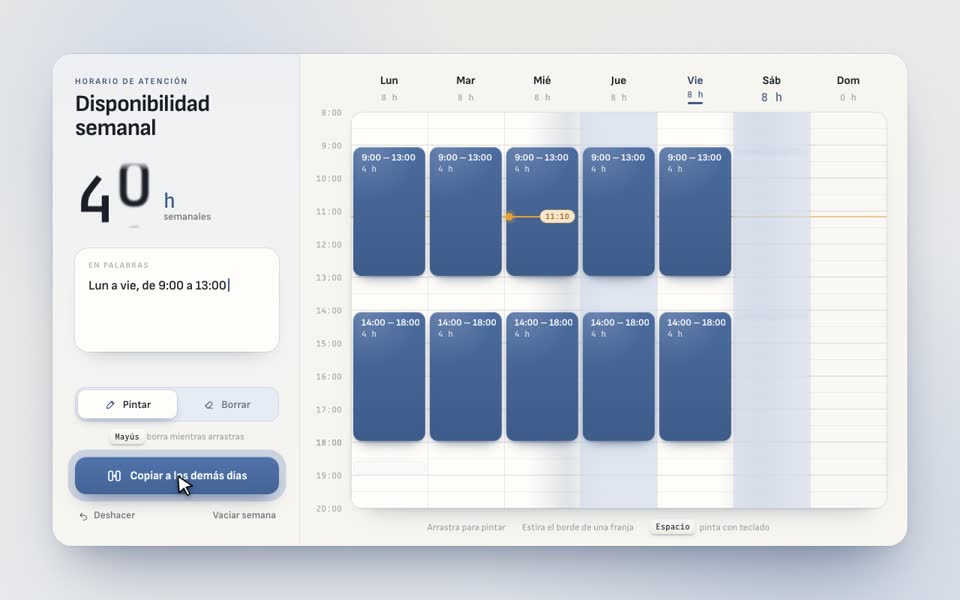 HORARIO DE ATENCIÓN
Disponibilidad
semanal
40 h
semanales
EN PALABRAS
Lun a vie, de 9:00 a 13:00
Pintar
Borrar
Mayús borra mientras arrastras
Copiar a los demás días
Deshacer
Vaciar semana
Lun Mar Mié Jue Vie Sáb Dom
8 h 8 h 8 h 8 h 8 h 8 h 0 h
8:00
9:00
10:00
11:00
12:00
13:00
14:00
15:00
16:00
17:00
18:00
19:00
20:00
9:00 – 13:00 9:00 – 13:00 9:00 – 13:00 9:00 – 13:00 9:00 – 13:00
4 h 4 h 4 h 4 h 4 h
11:10
14:00 – 18:00 14:00 – 18:00 14:00 – 18:00 14:00 – 18:00 14:00 – 18:00
4 h 4 h 4 h 4 h 4 h
Arrastra para pintar
Estira el borde de una franja
Espacio pinta con teclado